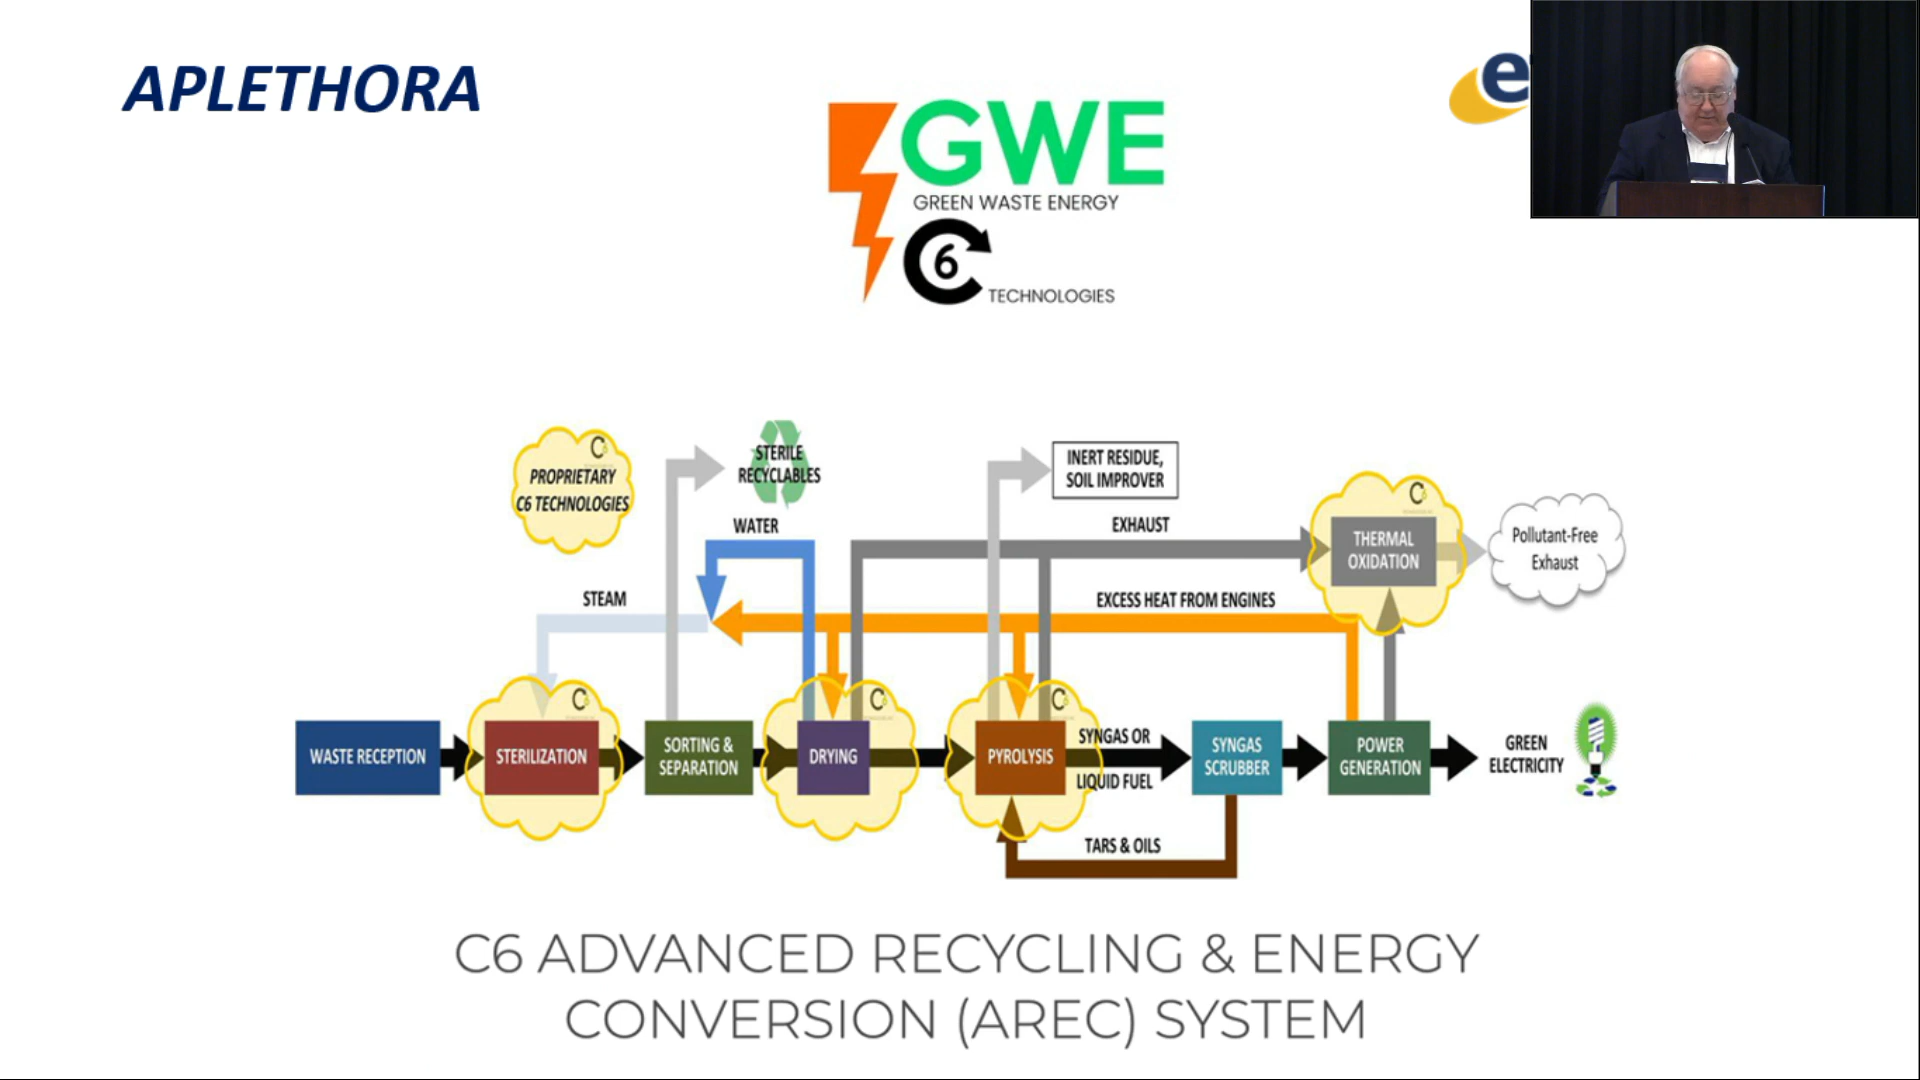 APLETHORA
e
GWE
GREEN WASTE ENERGY
C6
TECHNOLOGIES
PROPRIETARY
C6 TECHNOLOGIES
STERILE
RECYCLABLES
INERT RESIDUE,
SOIL IMPROVER
WATER
EXHAUST
THERMAL
OXIDATION
Pollutant-Free
Exhaust
STEAM
EXCESS HEAT FROM ENGINES
WASTE RECEPTION
STERILIZATION
SORTING &
SEPARATION
DRYING
PYROLYSIS
SYNGAS OR
LIQUID FUEL
SYNGAS
SCRUBBER
POWER
GENERATION
GREEN
ELECTRICITY
TARS & OILS
C6 ADVANCED RECYCLING & ENERGY
CONVERSION (AREC) SYSTEM